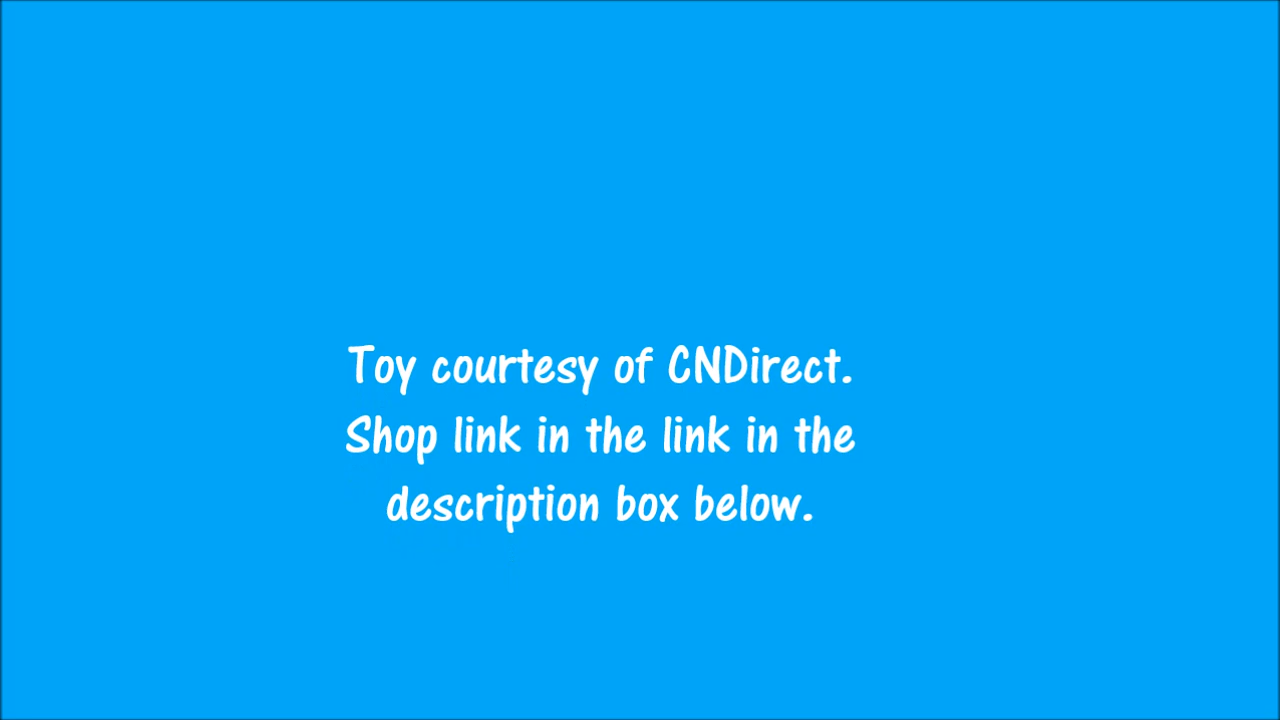 Toy courtesy of CNDirect.
Shop link in the link in the
description box below.